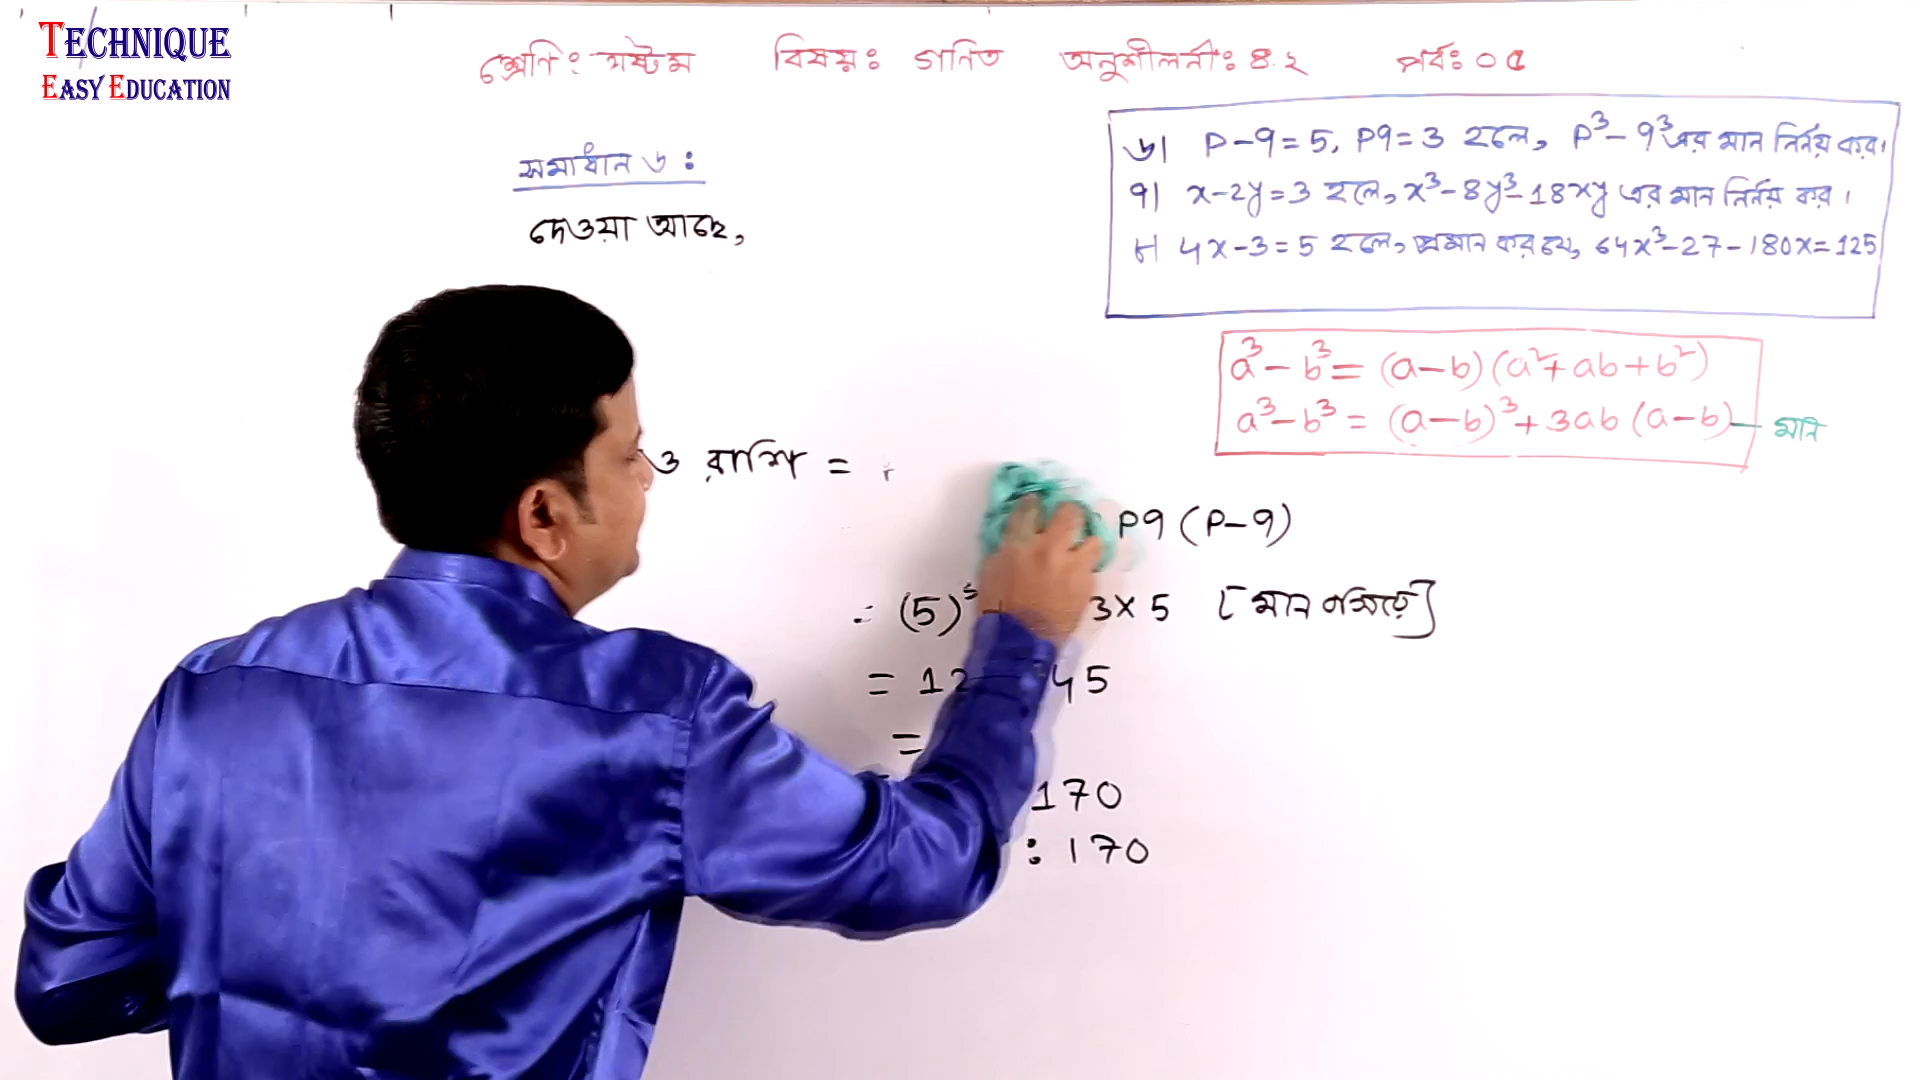 TECHNIQUE
EASY EDUCATION
শ্রেণি: অষ্টম বিষয়: গণিত অনুশীলনী: ৪.২ পর্ব: ০৫
৬। p-q=5, pq=3 হলে, p³-q³ এর মান নির্ণয় কর।
৭। x-2y=3 হলে, x³-8y³-18xy এর মান নির্ণয় কর।
৮। 4x-3=5 হলে, প্রমান কর যে, 64x³-27-180x=125
a³-b³= (a-b)(a²+ab+b²)
a³-b³= (a-b)³+3ab(a-b) — মান
সমাধান ৬:
দেওয়া আছে,
রাশি =
pq(p-q)
= (5)³ 3×5 [মান বসিয়ে]
= 12 45
=
170
: 170